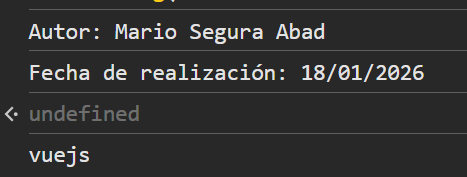 Autor: Mario Segura Abad
Fecha de realización: 18/01/2026
undefined
vuejs